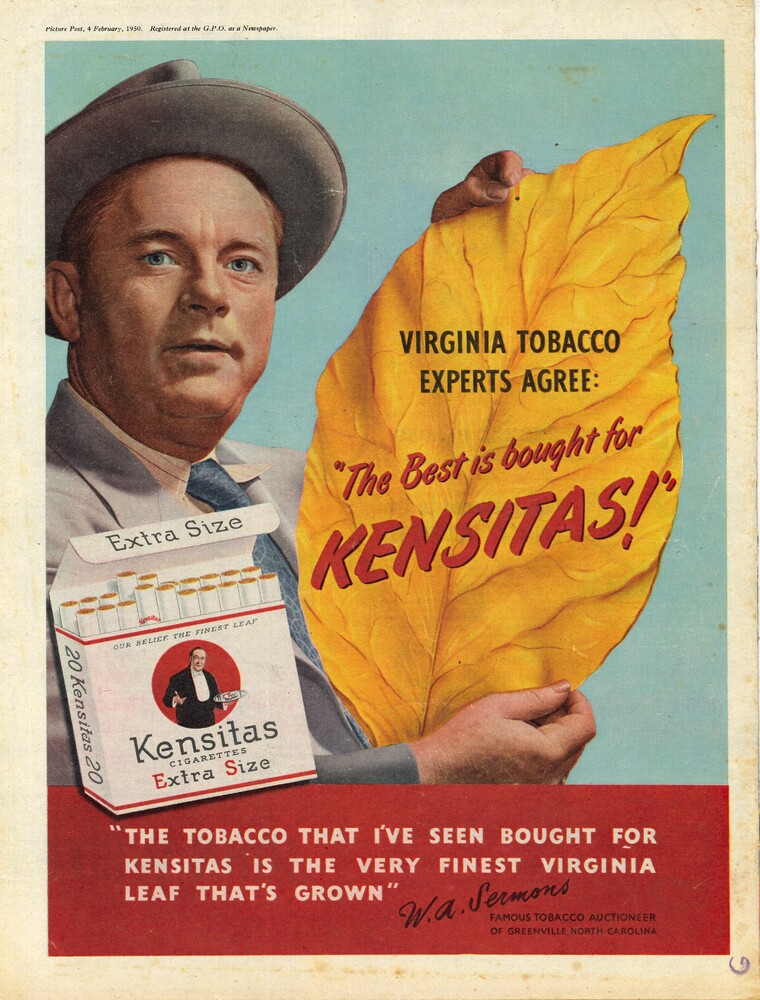 Picture Post, 4 February, 1950. Registered at the G.P.O. as a Newspaper.
VIRGINIA TOBACCO
EXPERTS AGREE:
"The Best is bought for
KENSITAS!"
Extra Size
Kensitas
OUR BELIEF, THE FINEST LEAF
20 Kensitas 20
Kensitas
CIGARETTES
Extra Size
"THE TOBACCO THAT I'VE SEEN BOUGHT FOR
KENSITAS IS THE VERY FINEST VIRGINIA
LEAF THAT'S GROWN"
W.A. Sermons
FAMOUS TOBACCO AUCTIONEER
OF GREENVILLE, NORTH CAROLINA